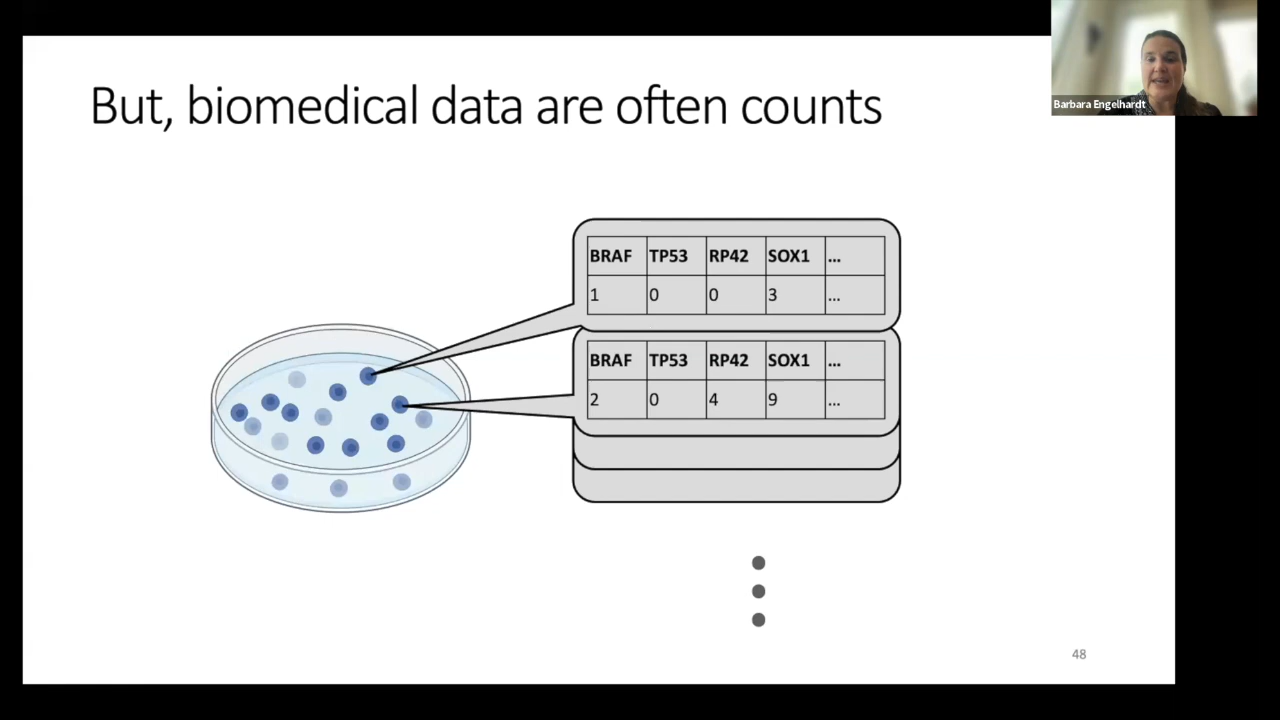 But, biomedical data are often counts
Barbara Engelhardt
BRAF TP53 RP42 SOX1 ...
1 0 0 3 ...
BRAF TP53 RP42 SOX1 ...
2 0 4 9 ...
48